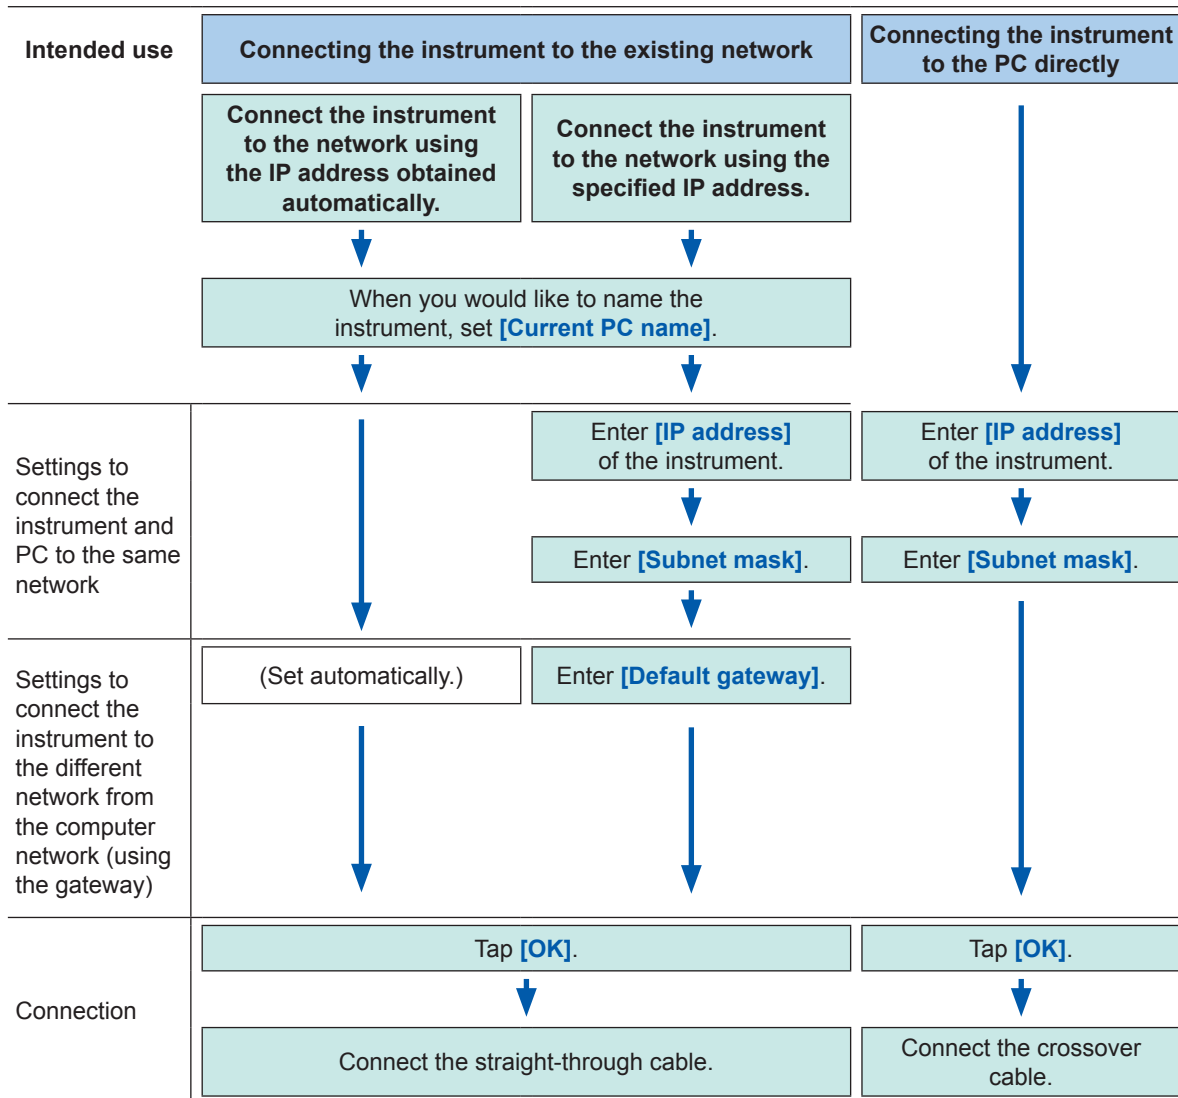 Intended use
Connecting the instrument to the existing network
Connecting the instrument
to the PC directly
Connect the instrument
to the network using
the IP address obtained
automatically.
Connect the instrument
to the network using the
specified IP address.
When you would like to name the
instrument, set [Current PC name].
Settings to
connect the
instrument and
PC to the same
network
Enter [IP address]
of the instrument.
Enter [IP address]
of the instrument.
Enter [Subnet mask].
Enter [Subnet mask].
Settings to
connect the
instrument to
the different
network from
the computer
network (using
the gateway)
(Set automatically.)
Enter [Default gateway].
Connection
Tap [OK].
Tap [OK].
Connect the straight-through cable.
Connect the crossover
cable.